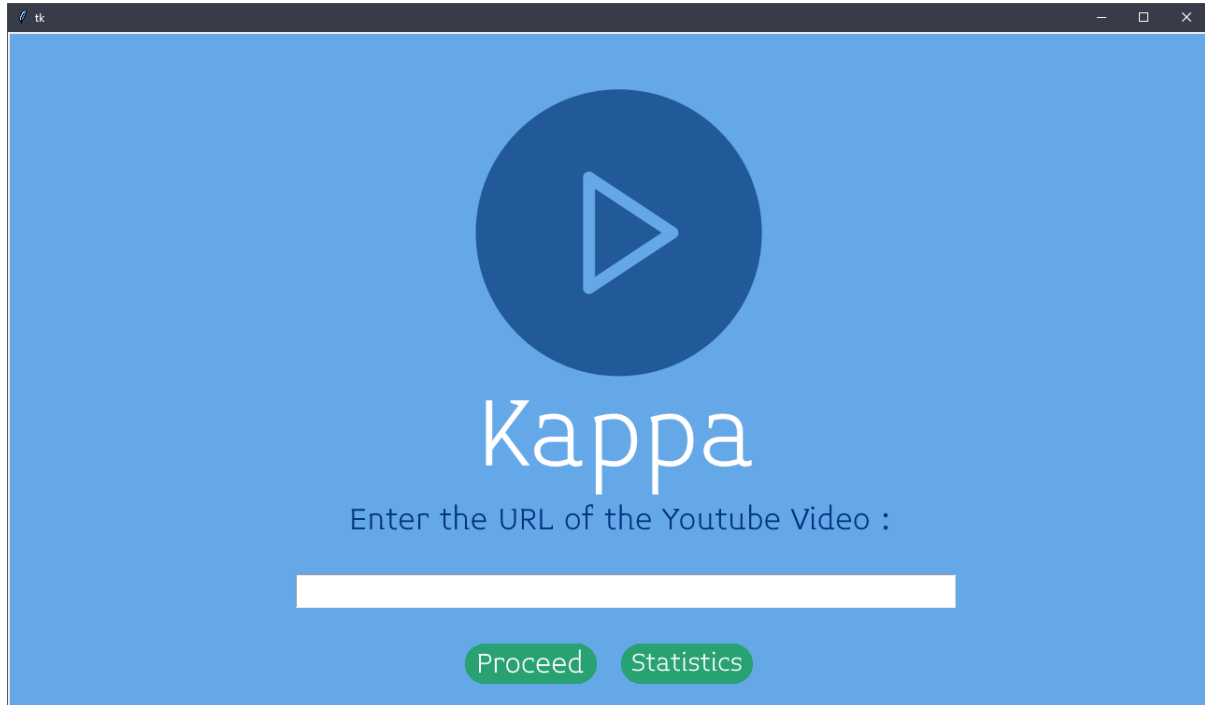 tk
Kappa
Enter the URL of the Youtube Video :
Proceed Statistics